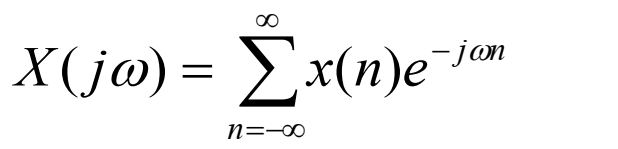 X(jω) = ∑_{n=-∞}^{∞} x(n)e^{-jωn}